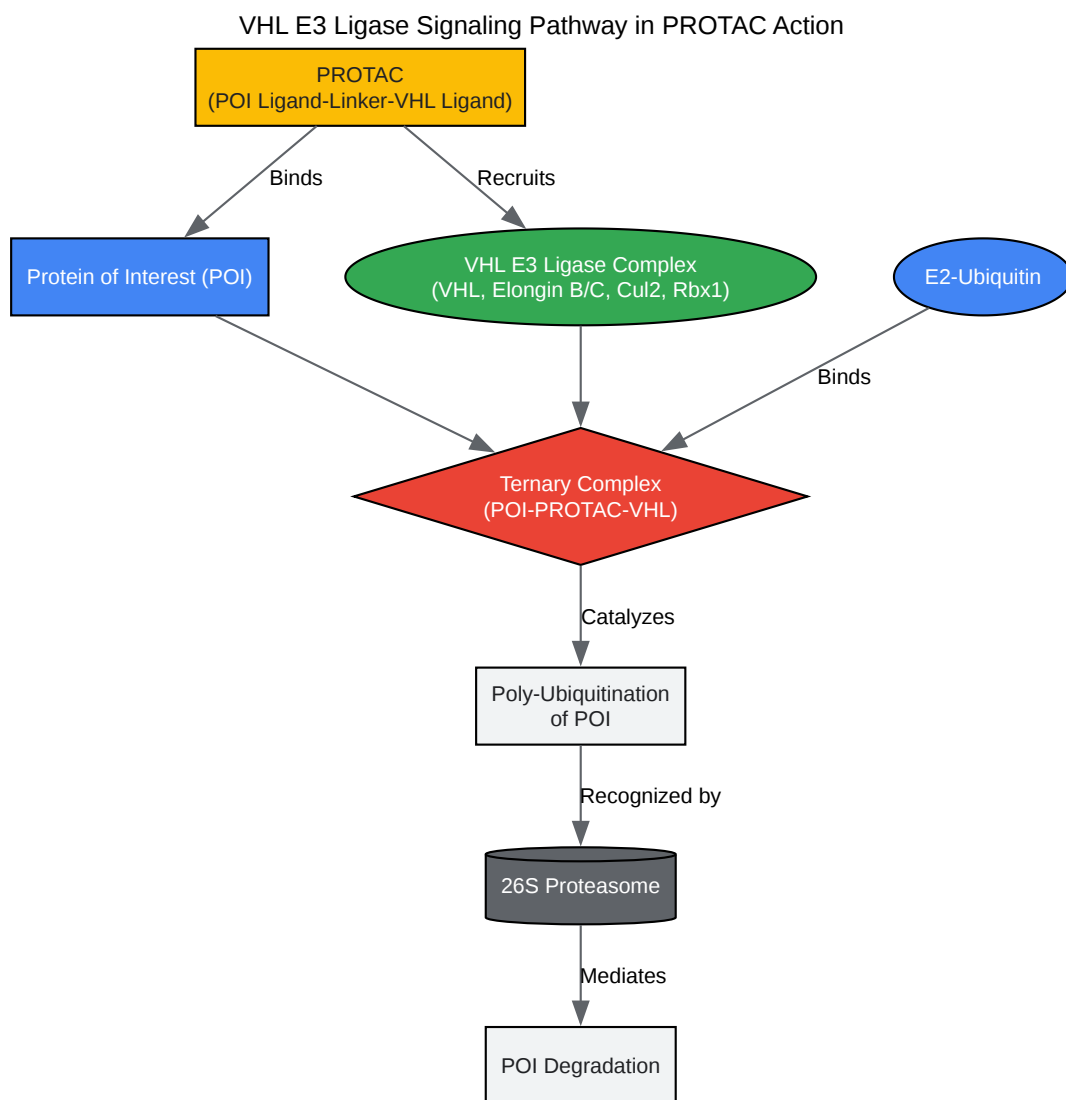 VHL E3 Ligase Signaling Pathway in PROTAC Action
PROTAC
(POI Ligand-Linker-VHL Ligand)
Binds
Recruits
Protein of Interest (POI)
VHL E3 Ligase Complex
(VHL, Elongin B/C, Cul2, Rbx1)
E2-Ubiquitin
Binds
Ternary Complex
(POI-PROTAC-VHL)
Catalyzes
Poly-Ubiquitination
of POI
Recognized by
26S Proteasome
Mediates
POI Degradation